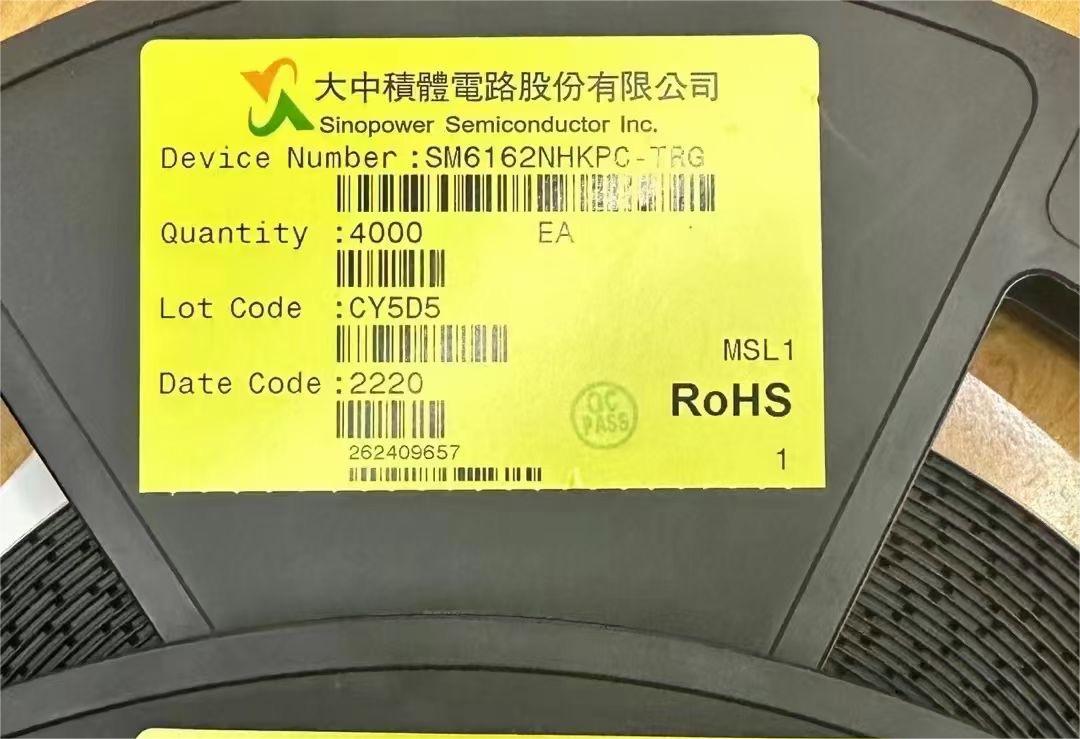 大中積體電路股份有限公司
Sinopower Semiconductor Inc.
Device Number :SM6162NHKPC-TRG
Quantity :4000 EA
Lot Code :CY5D5
MSL1
Date Code :2220
RoHS
QC
PASS
262409657
1